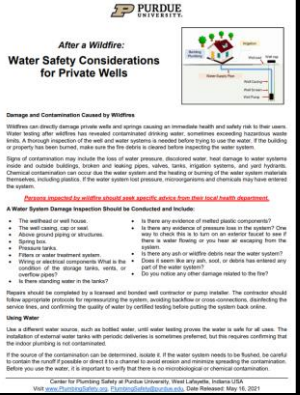 PURDUE
UNIVERSITY.
After a Wildfire:
Water Safety Considerations
for Private Wells
Irrigation
Building
Plumbing
Damage and Contamination Caused by Wildfires
Wildfires can directly damage private wells and springs causing an immediate health and safety risk to their users.
Water testing after wildfires has revealed contaminated drinking water, sometimes exceeding hazardous waste
limits. A thorough inspection of the well and water systems is needed before trying to use the water. If the building
or property has been burned, make sure the fire debris is cleared before inspecting the water system.
Signs of contamination may include the loss of water pressure, discolored water, heat damage to water systems
inside and outside buildings, broken and leaking pipes, valves, tanks, irrigation systems, and yard hydrants.
Chemical contamination can occur due the water system and the heating or burning of the water system materials
themselves, including plastics. If the water system lost pressure, microorganisms and chemicals may have entered
the system.
Persons impacted by wildfire should seek specific advice from their local health department.
A Water System Damage Inspection Should be Conducted and Include:
• The wellhead or well house.
• The well casing, cap or seal.
• Above ground piping or structures.
• Spring box.
• Pressure tanks.
• Filters or water treatment system.
• Wiring or electrical components What is the
condition of the storage tanks, vents, or
overflow pipes?
• Is there standing water in the tanks?
• Is there any evidence of melted plastic components?
• Is there any evidence of pressure loss in the system? One
way to check this is to turn on an exterior faucet to see if
there is water flowing or you hear air escaping from the
system.
• Is there any ash or wildfire debris near the water system?
• Does it seem like any ash, soot, or debris has entered any
part of the water system?
• Do you notice any other damage related to the fire?
Repairs should be completed by a licensed and bonded well contractor or pump installer. The contractor should
follow appropriate protocols for repressurizing the system, avoiding backflow or cross-connections, disinfecting the
service lines, and confirming the quality of water by certified testing before putting the system back online.
Using Water
Use a different water source, such as bottled water, until water testing proves the water is safe for all uses. The
installation of external water tanks with periodic deliveries is sometimes preferred, but this requires confirming that
the indoor plumbing is not contaminated.
If the source of the contamination can be determined, isolate it. If the water system needs to be flushed, be careful
to contain the runoff if possible or direct it to a channel to avoid erosion and minimize spreading the contamination.
Before you use the water, it is important to verify that there is no microbiological or chemical contamination.
Center for Plumbing Safety at Purdue University, West Lafayette, Indiana USA
Visit www.PlumbingSafety.org, PlumbingSafety@purdue.edu, Date Released: May 16, 2021